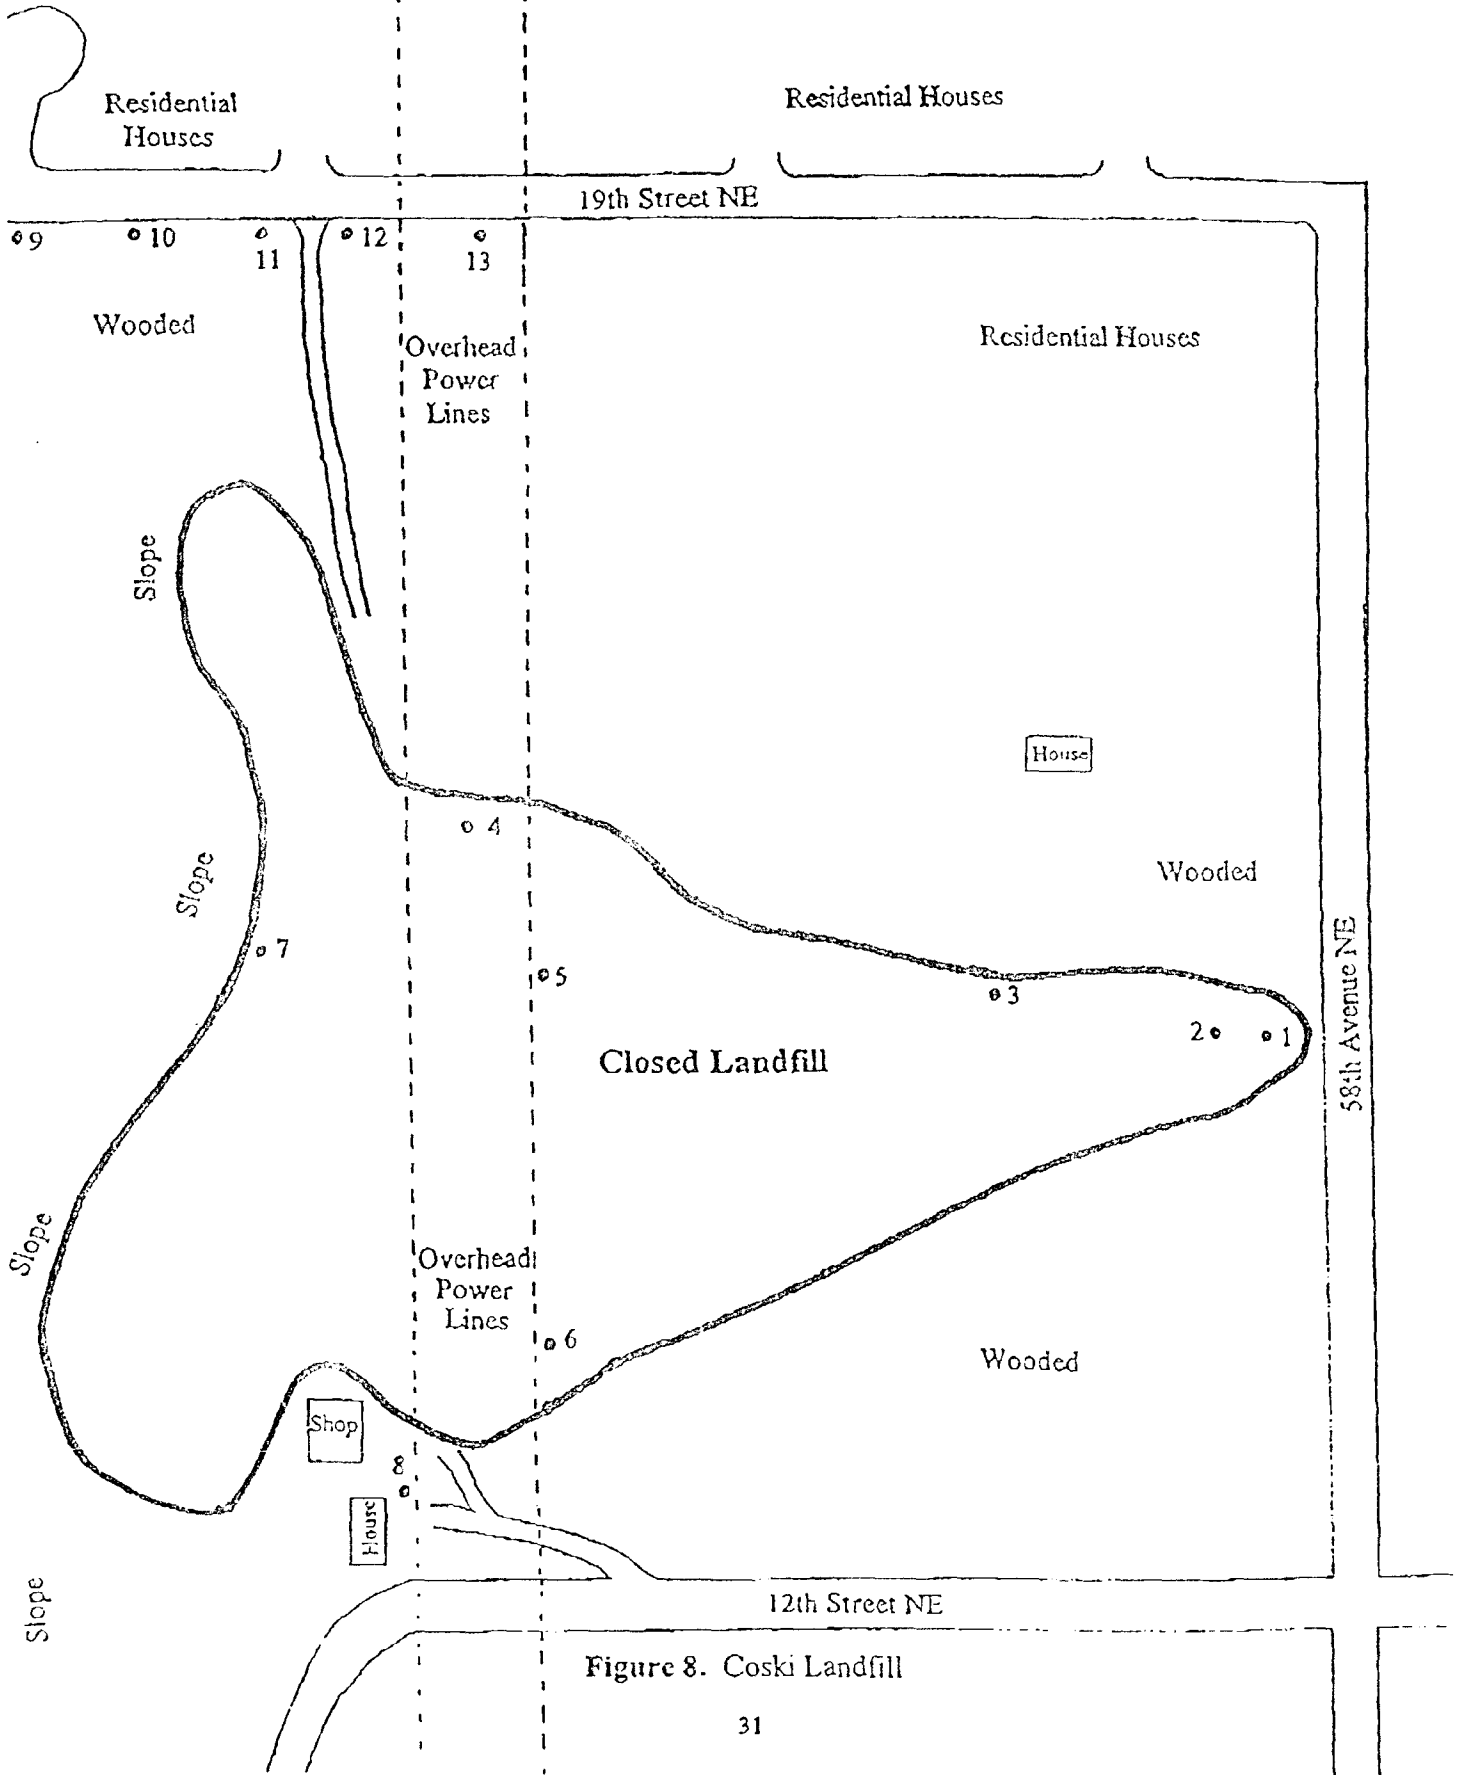 Residential
Houses
Residential Houses
19th Street NE
9
10
11
12
13
Wooded
Overhead
Power
Lines
Residential Houses
Slope
House
4
Slope
Wooded
7
5
3
2
1
58th Avenue NE
Closed Landfill
Slope
Overhead
Power
Lines
6
Wooded
Shop
8
House
Slope
12th Street NE
Figure 8. Coski Landfill
31